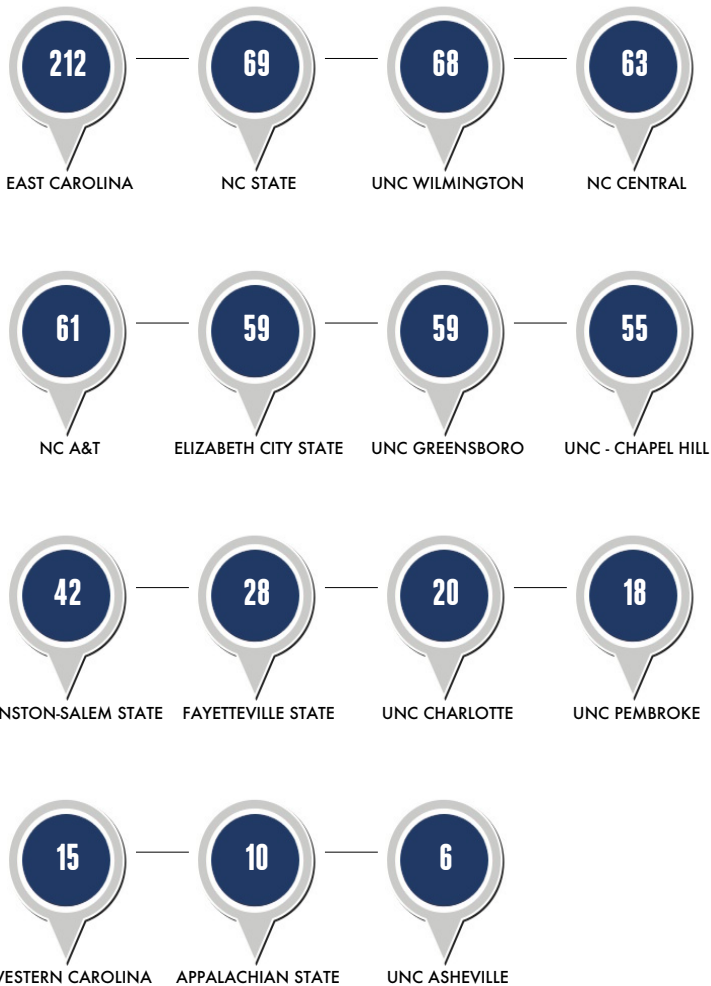 212 69 68 63
EAST CAROLINA NC STATE UNC WILMINGTON NC CENTRAL
61 59 59 55
NC A&T ELIZABETH CITY STATE UNC GREENSBORO UNC - CHAPEL HILL
42 28 20 18
NSTON-SALEM STATE FAYETTEVILLE STATE UNC CHARLOTTE UNC PEMBROKE
15 10 6
WESTERN CAROLINA APPALACHIAN STATE UNC ASHEVILLE